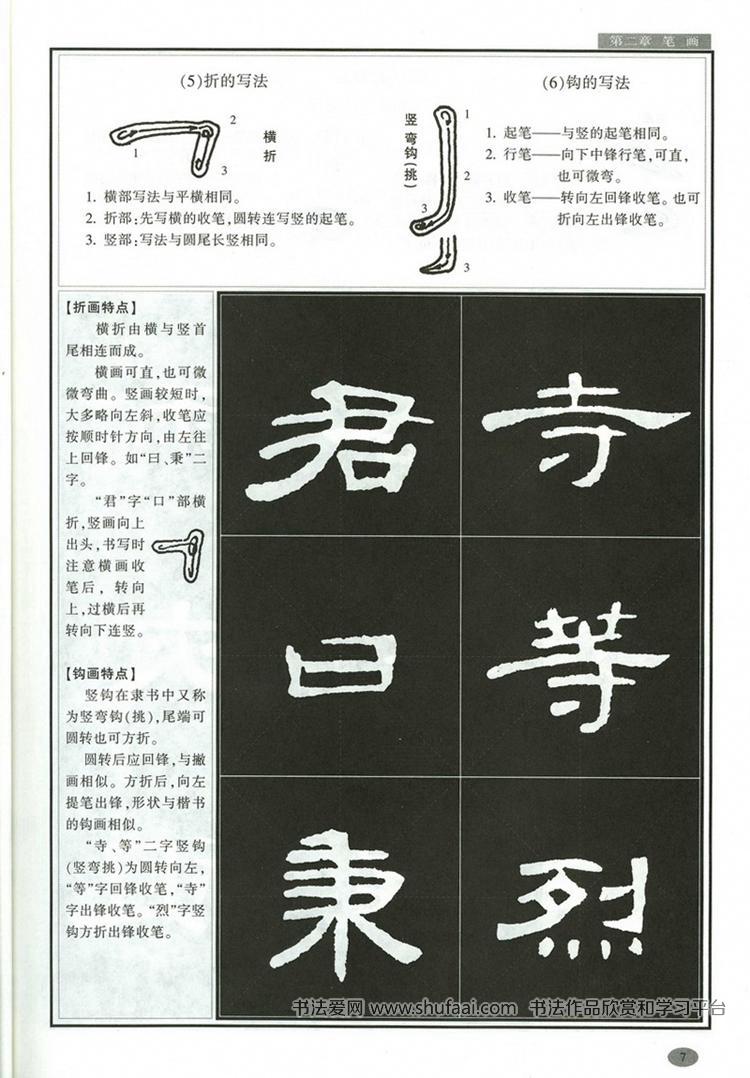 第二章 笔画
(5)折的写法
1
2
3
横折
1. 横部写法与平横相同。
2. 折部:先写横的收笔,圆转连写竖的起笔。
3. 竖部:写法与圆尾长竖相同。
(6)钩的写法
竖弯钩(挑)
1
2
3
3
1. 起笔——与竖的起笔相同。
2. 行笔——向下中锋行笔,可直,
也可微弯。
3. 收笔——转向左回锋收笔。也可
折向左出锋收笔。
【折画特点】
横折由横与竖首
尾相连而成。
横画可直,也可微
微弯曲。竖画较短时,
大多略向左斜,收笔应
按顺时针方向,由左往
上回锋。如“曰、秉”二
字。
“君”字“口”部横
折,竖画向上
出头,书写时
注意横画收
笔后,转向
上,过横后再
转向下连竖。
【钩画特点】
竖钩在隶书中又称
为竖弯钩(挑),尾端可
圆转也可方折。
圆转后应回锋,与撇
画相似。方折后,向左
提笔出锋,形状与楷书
的钩画相似。
“寺、等”二字竖钩
(竖弯挑)为圆转向左,
“等”字回锋收笔,“寺”
字出锋收笔。“烈”字竖
钩方折出锋收笔。
君
寺
曰
等
秉
烈
书法爱网 www.shufaai.com 书法作品欣赏和学习平台
7